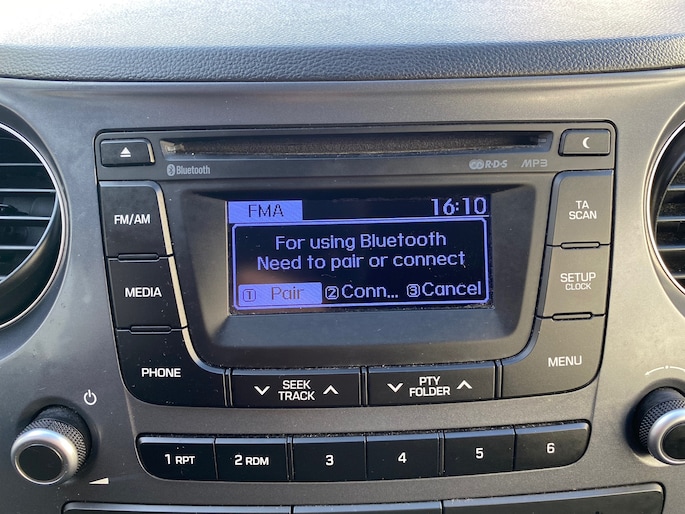 Bluetooth
R·D·S MP3
FM/AM
MEDIA
PHONE
FMA 16:10
For using Bluetooth
Need to pair or connect
1 Pair 2 Conn... 3 Cancel
TA
SCAN
SETUP
CLOCK
MENU
SEEK
TRACK
PTY
FOLDER
1 RPT 2 RDM 3 4 5 6